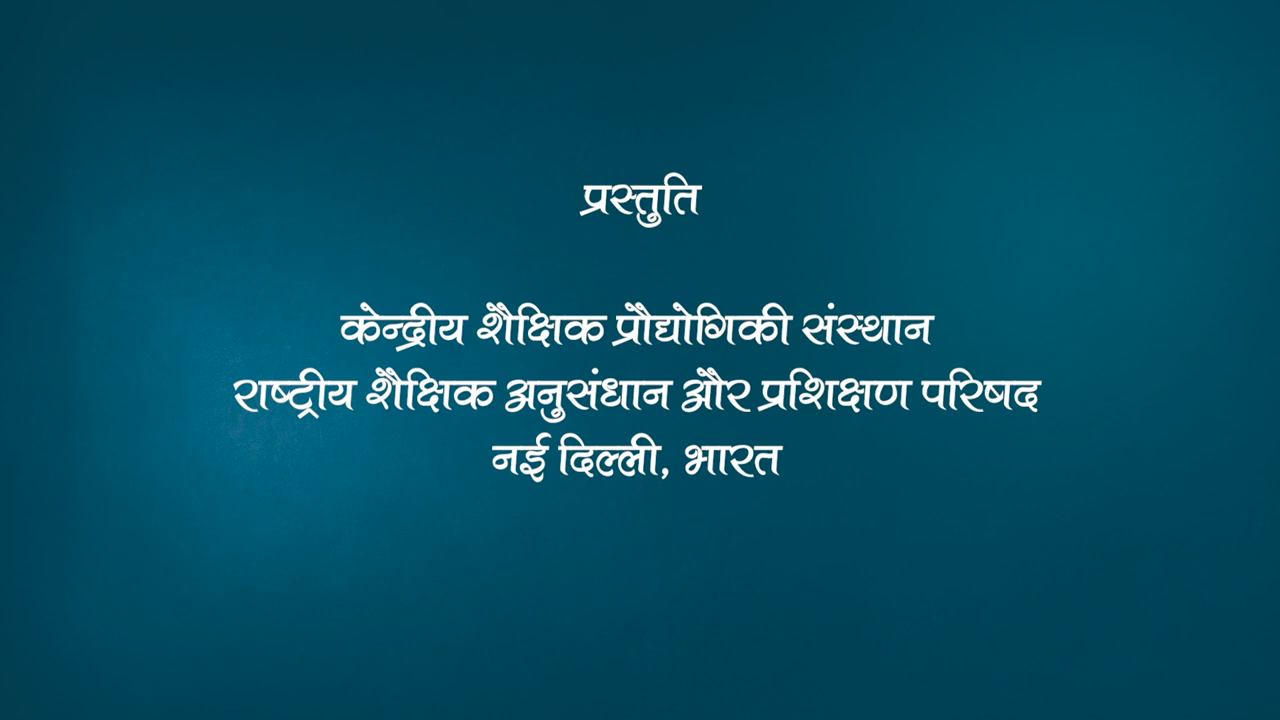 प्रस्तुति
केन्द्रीय शैक्षिक प्रौद्योगिकी संस्थान
राष्ट्रीय शैक्षिक अनुसंधान और प्रशिक्षण परिषद
नई दिल्ली, भारत